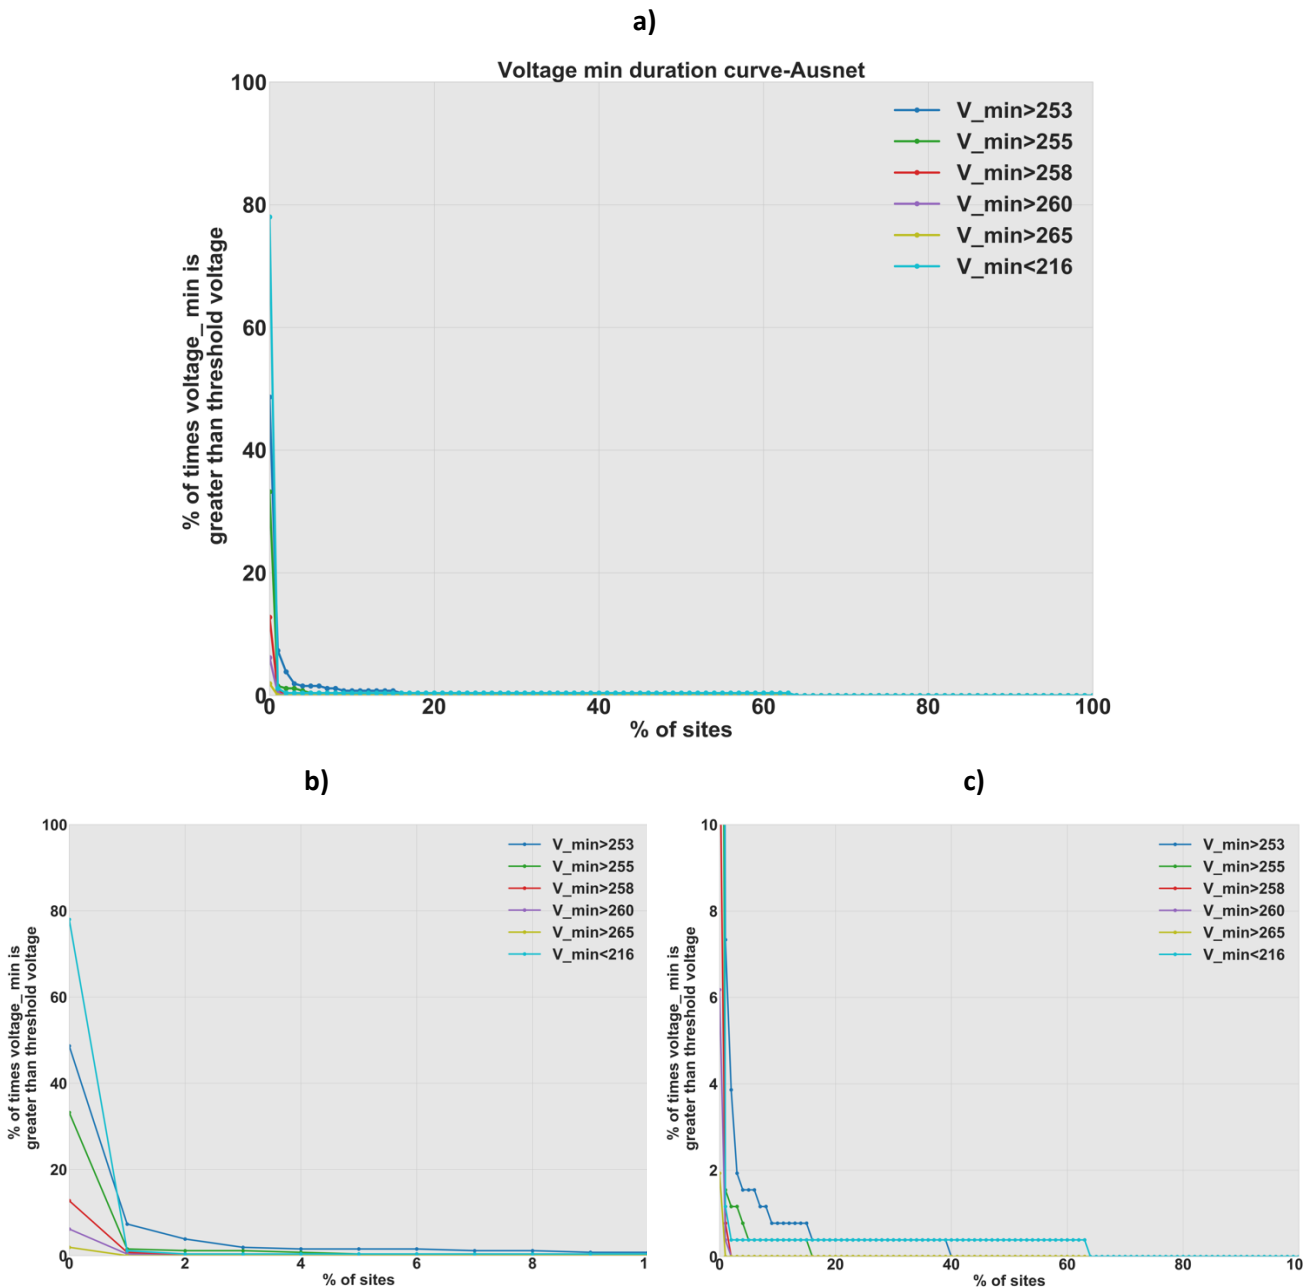 a)
Voltage min duration curve-Ausnet
100
80
60
40
20
0
% of times voltage_min is
greater than threshold voltage
V_min>253
V_min>255
V_min>258
V_min>260
V_min>265
V_min<216
0 20 40 60 80 100
% of sites
b)
100
80
60
40
20
0
% of times voltage_min is
greater than threshold voltage
V_min>253
V_min>255
V_min>258
V_min>260
V_min>265
V_min<216
0 2 4 6 8 1
% of sites
c)
10
8
6
4
2
0
% of times voltage_min is
greater than threshold voltage
V_min>253
V_min>255
V_min>258
V_min>260
V_min>265
V_min<216
0 20 40 60 80 10
% of sites